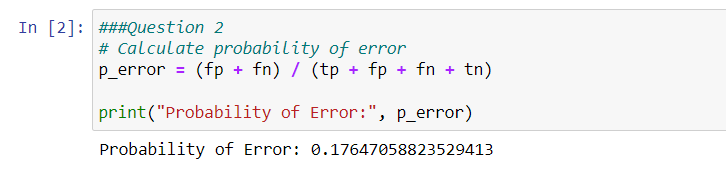 In [2]: ###Question 2
# Calculate probability of error
p_error = (fp + fn) / (tp + fp + fn + tn)
print("Probability of Error:", p_error)
Probability of Error: 0.17647058823529413